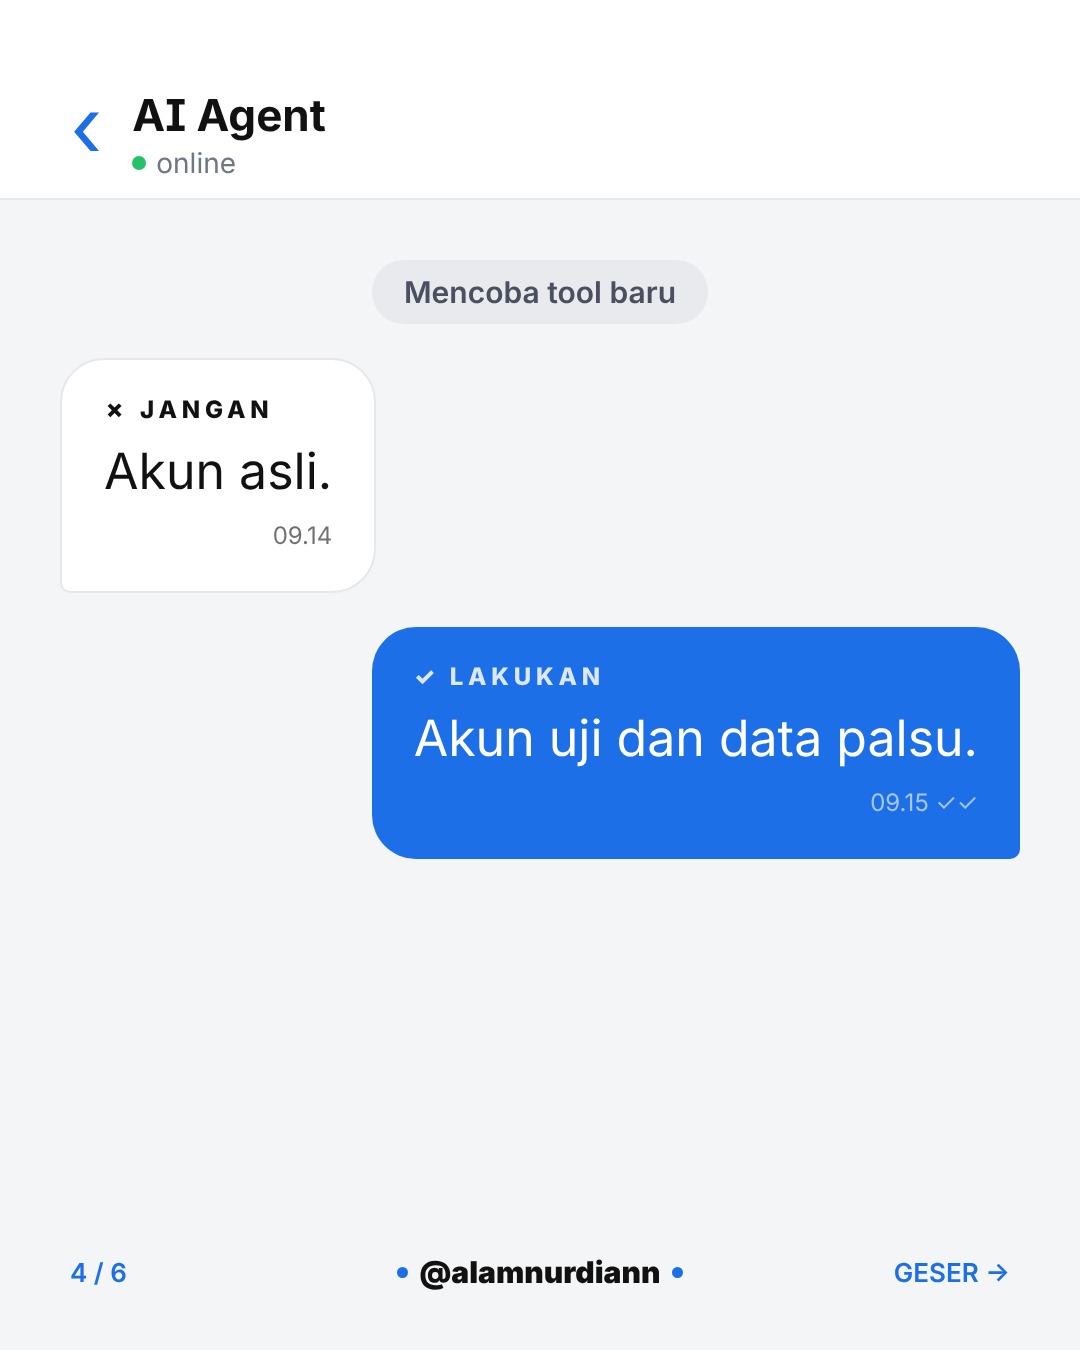 AI Agent
online
Mencoba tool baru
× JANGAN
Akun asli.
09.14
✓ LAKUKAN
Akun uji dan data palsu.
09.15 ✓✓
4 / 6
• @alamnurdiann •
GESER →